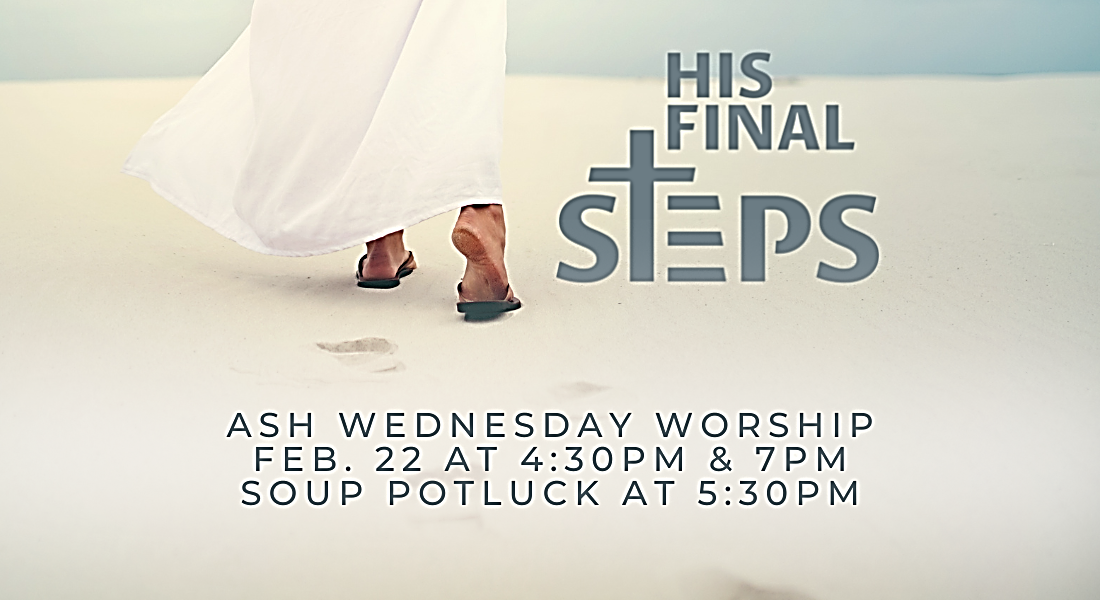 HIS
FINAL
STEPS
ASH WEDNESDAY WORSHIP
FEB. 22 AT 4:30PM & 7PM
SOUP POTLUCK AT 5:30PM